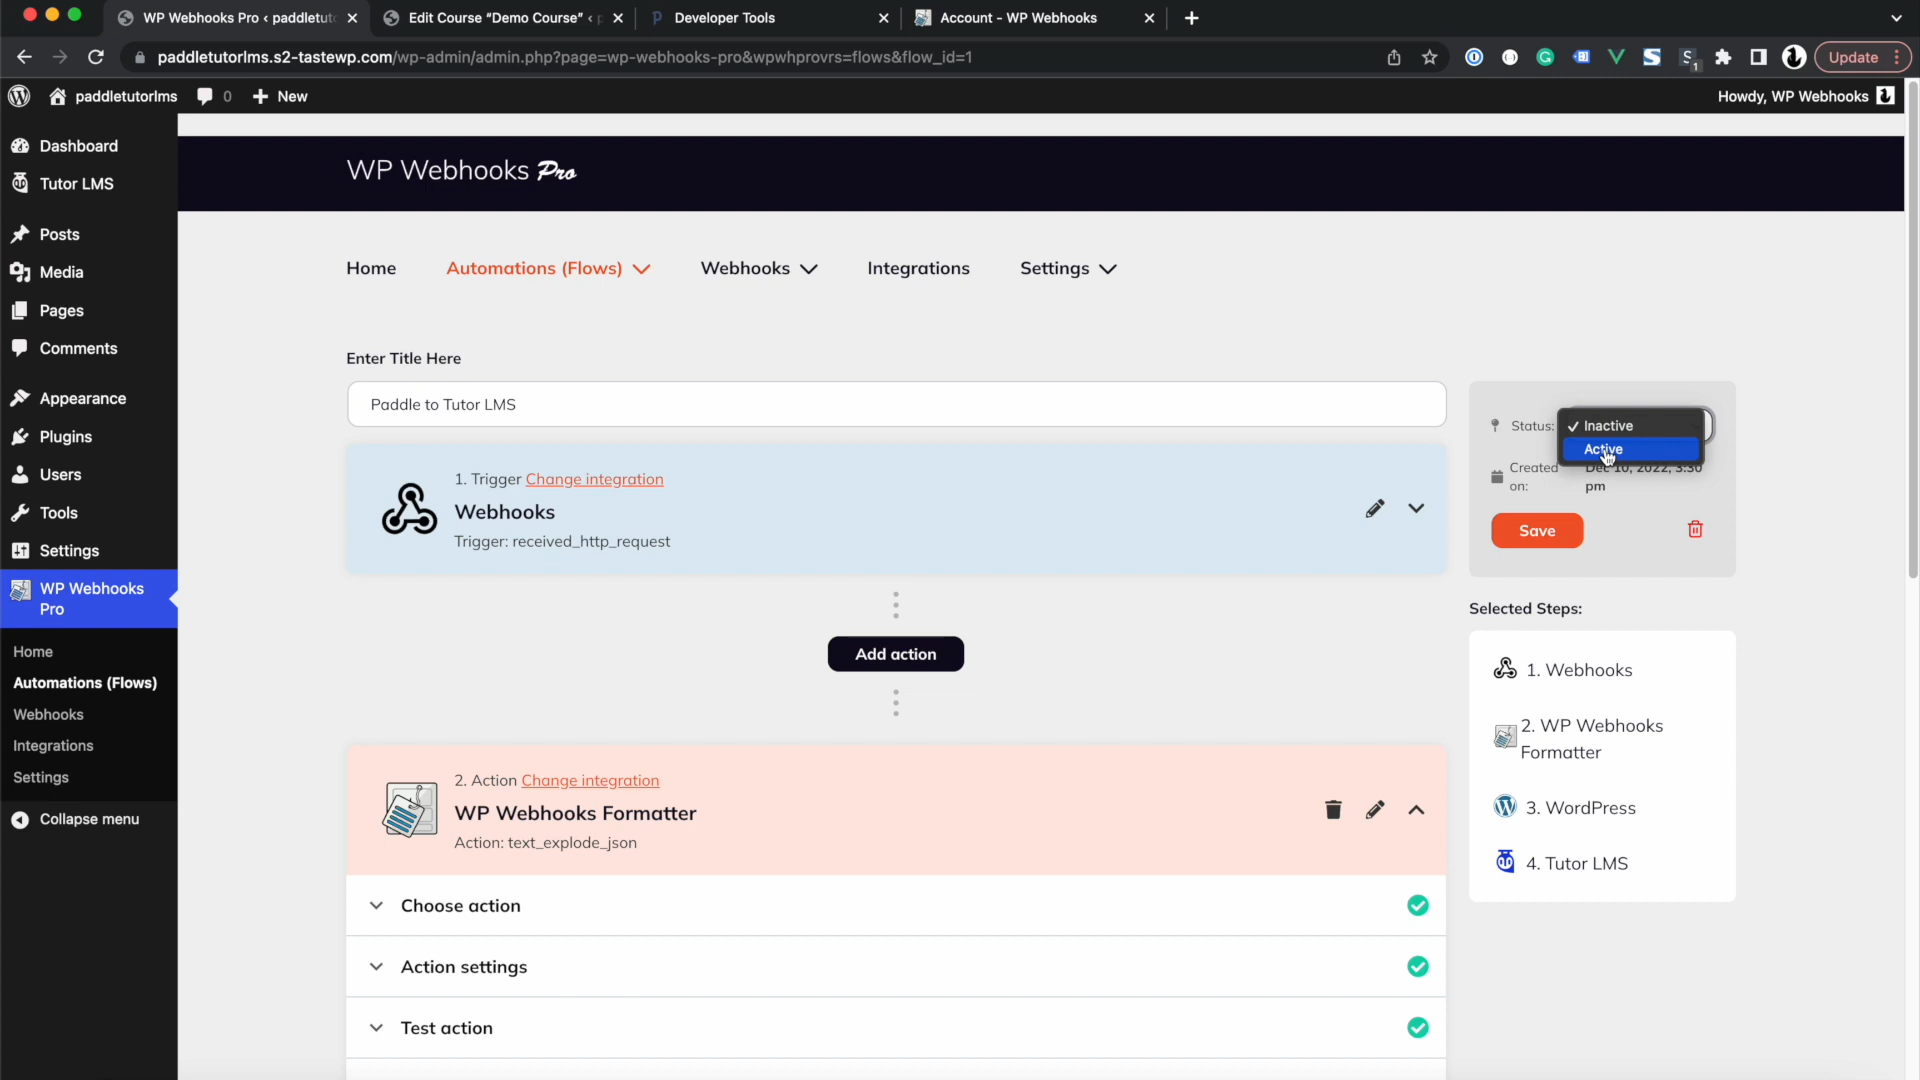 WP Webhooks Pro ‹ paddletut
Edit Course "Demo Course" ‹
Developer Tools
Account - WP Webhooks
paddletutorlms.s2-tastewp.com/wp-admin/admin.php?page=wp-webhooks-pro&wpwhprovrs=flows&flow_id=1
Update
paddletutorlms
0
New
Howdy, WP Webhooks
Dashboard
Tutor LMS
Posts
Media
Pages
Comments
Appearance
Plugins
Users
Tools
Settings
WP Webhooks
Pro
Home
Automations (Flows)
Webhooks
Integrations
Settings
Collapse menu
WP Webhooks Pro
Home
Automations (Flows)
Webhooks
Integrations
Settings
Enter Title Here
Paddle to Tutor LMS
1. Trigger Change integration
Webhooks
Trigger: received_http_request
Add action
2. Action Change integration
WP Webhooks Formatter
Action: text_explode_json
Choose action
Action settings
Test action
Status:
✓ Inactive
Active
Created
on:
Dec 10, 2022, 3:30
pm
Save
Selected Steps:
1. Webhooks
2. WP Webhooks
Formatter
3. WordPress
4. Tutor LMS